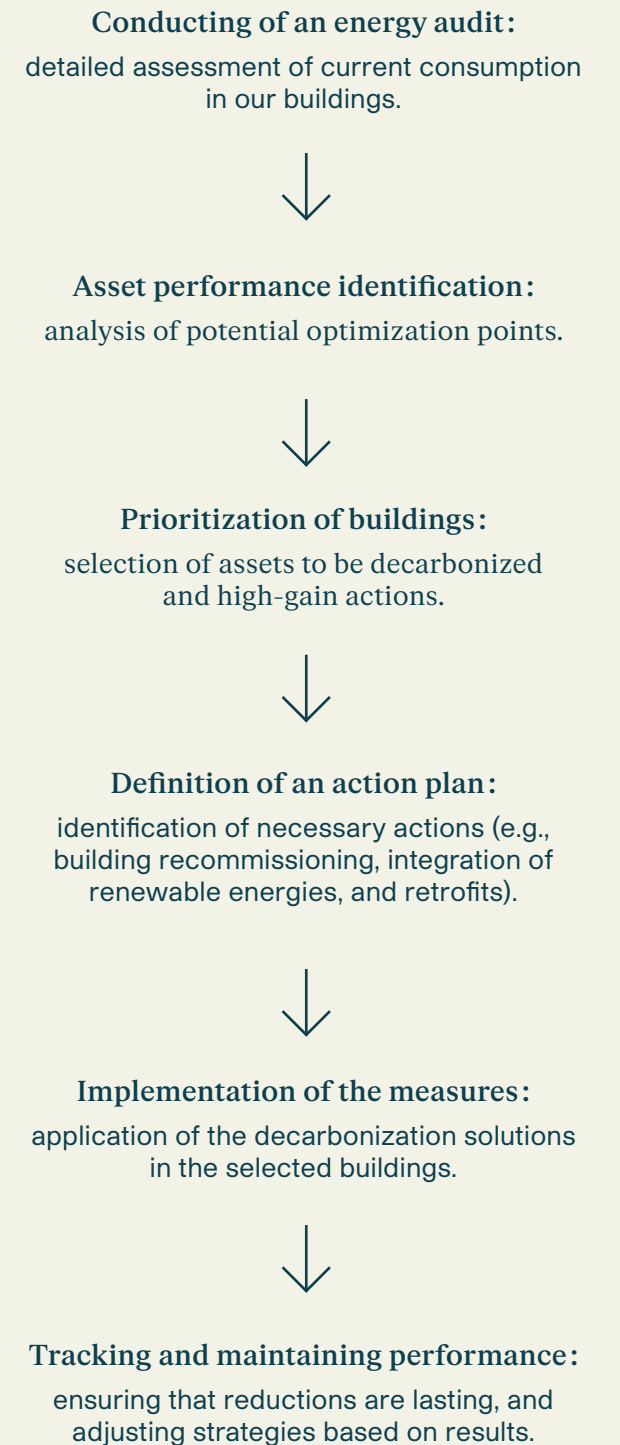 Conducting of an energy audit:
detailed assessment of current consumption
in our buildings.
Asset performance identification:
analysis of potential optimization points.
Prioritization of buildings:
selection of assets to be decarbonized
and high-gain actions.
Definition of an action plan:
identification of necessary actions (e.g.,
building recommissioning, integration of
renewable energies, and retrofits).
Implementation of the measures:
application of the decarbonization solutions
in the selected buildings.
Tracking and maintaining performance:
ensuring that reductions are lasting, and
adjusting strategies based on results.